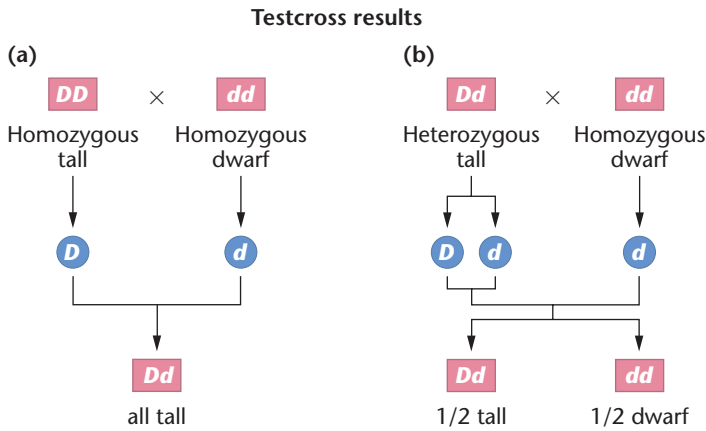 Testcross results
(a)
DD × dd
Homozygous tall
Homozygous dwarf
D d
Dd
all tall
(b)
Dd × dd
Heterozygous tall
Homozygous dwarf
D d d
Dd dd
1/2 tall 1/2 dwarf